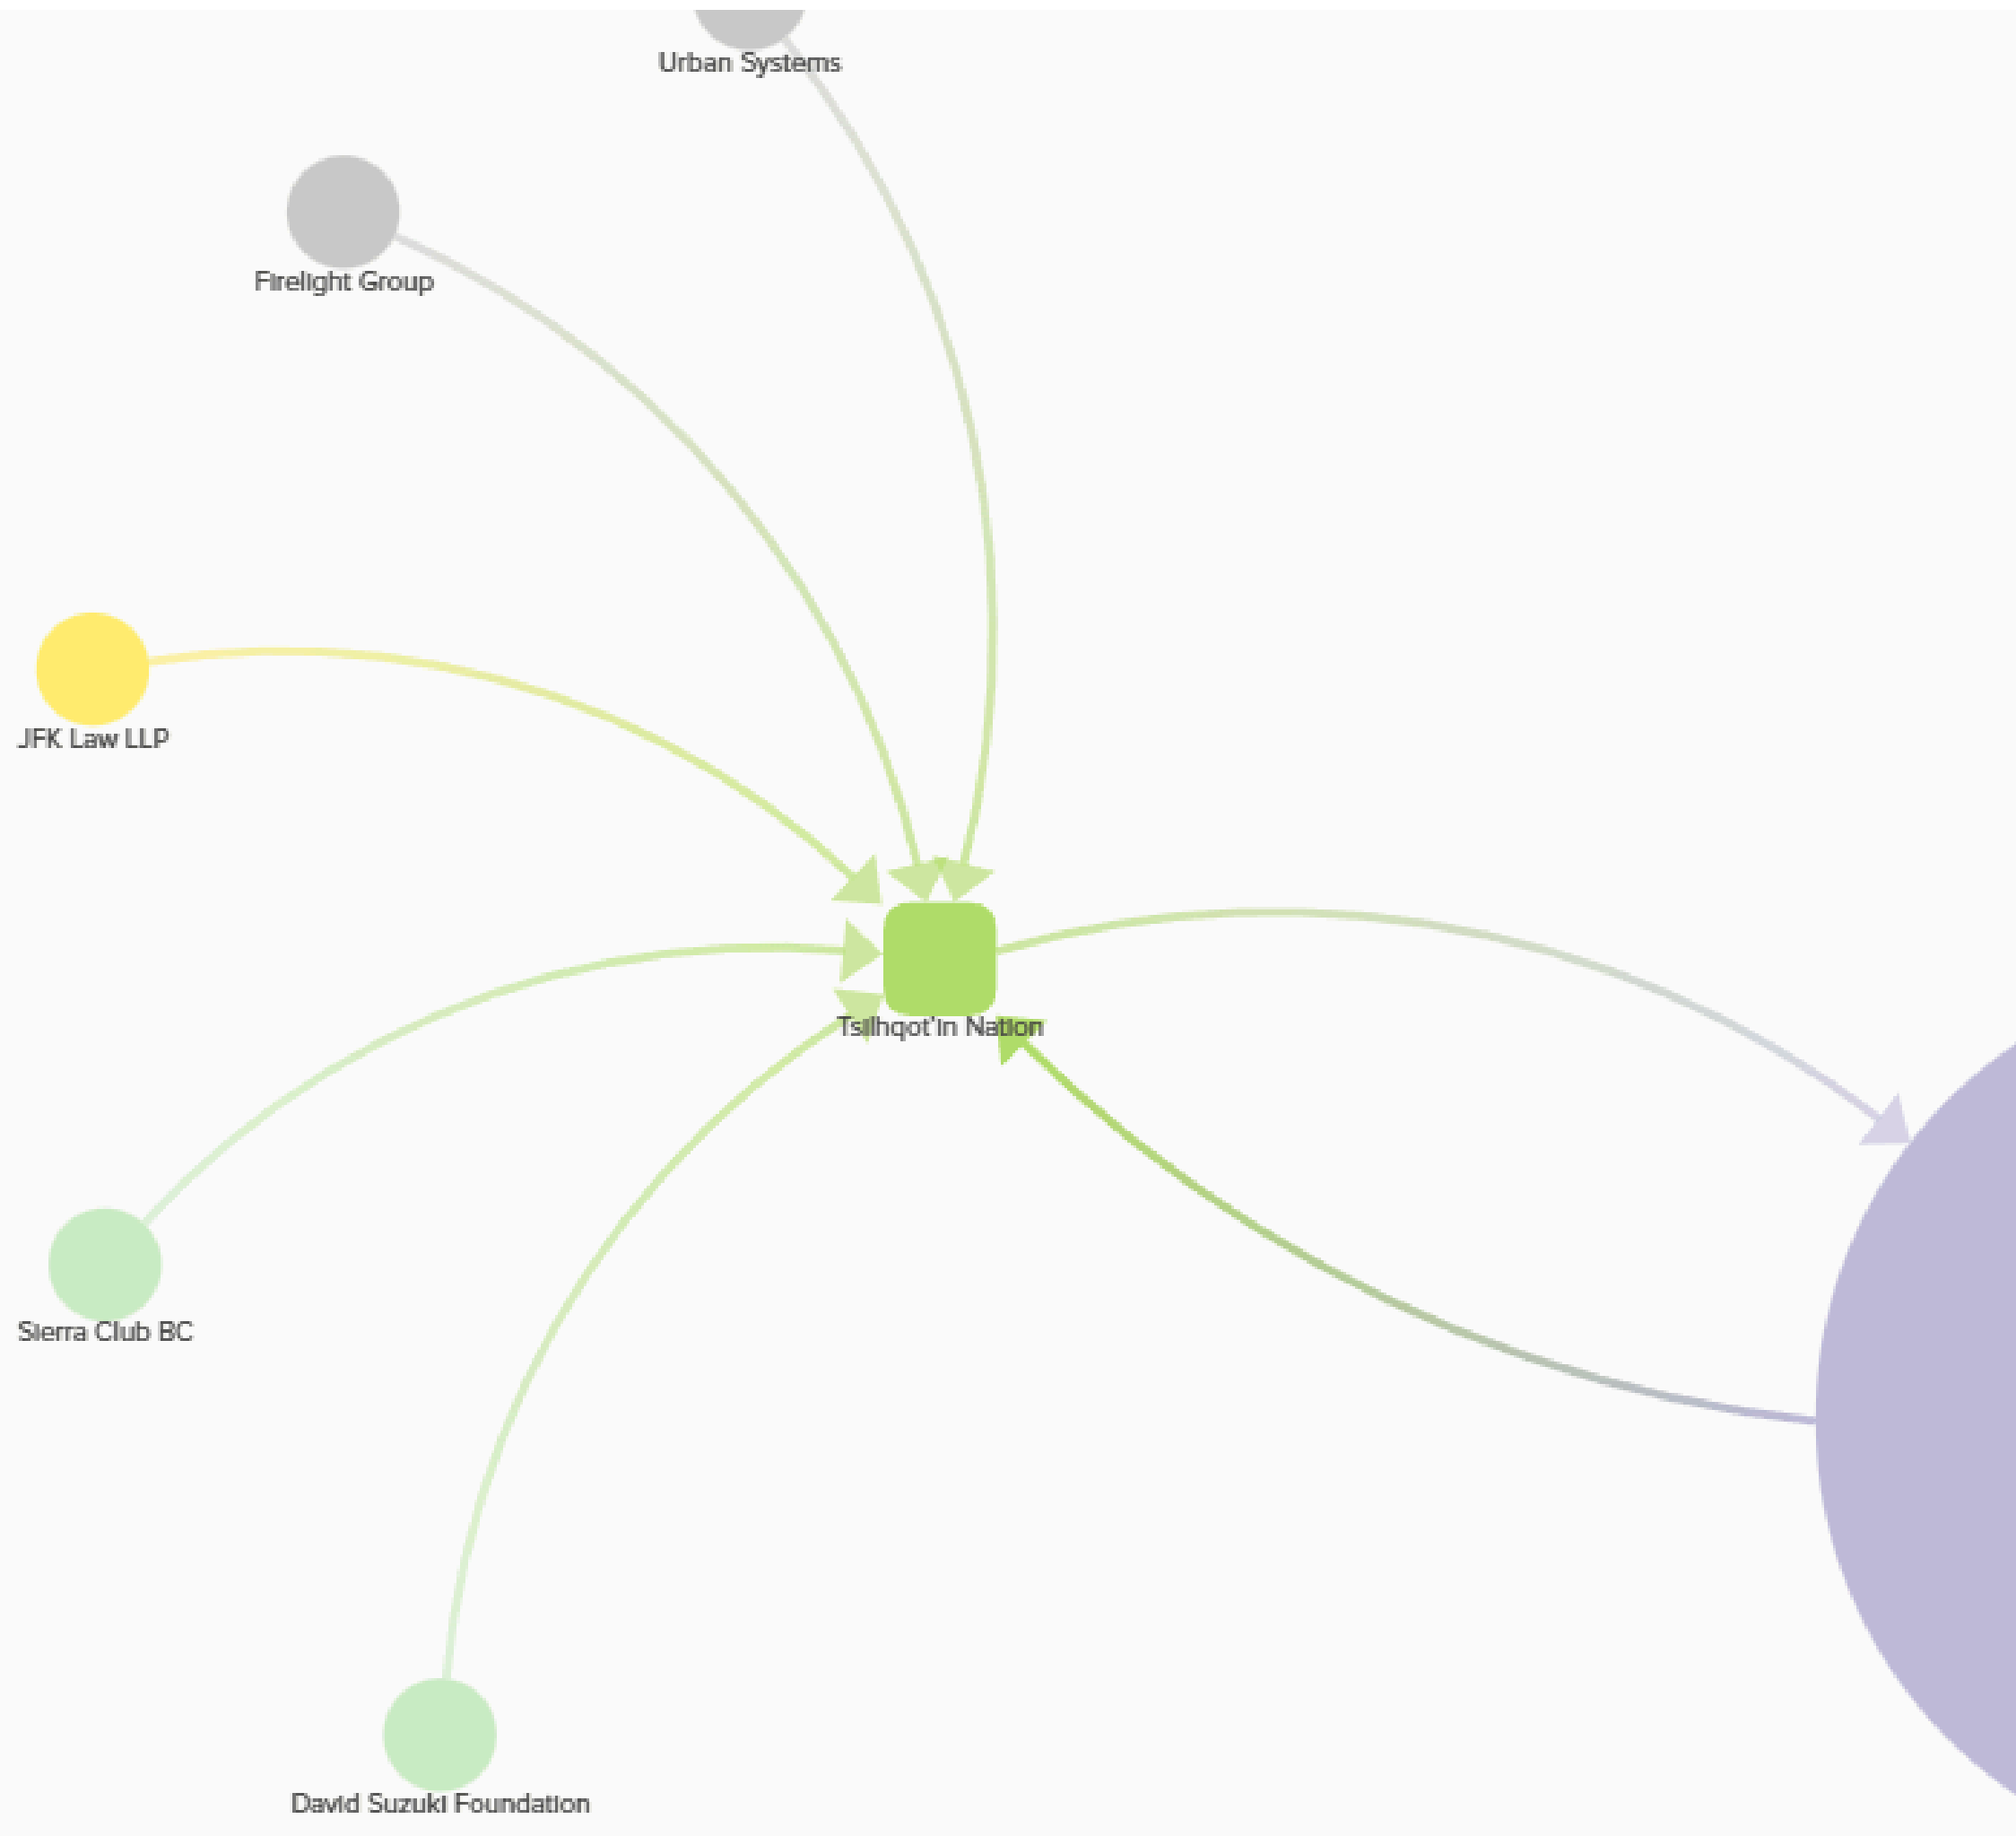 Urban Systems
Firelight Group
JFK Law LLP
Tsilhqot'in Nation
Sierra Club BC
David Suzuki Foundation